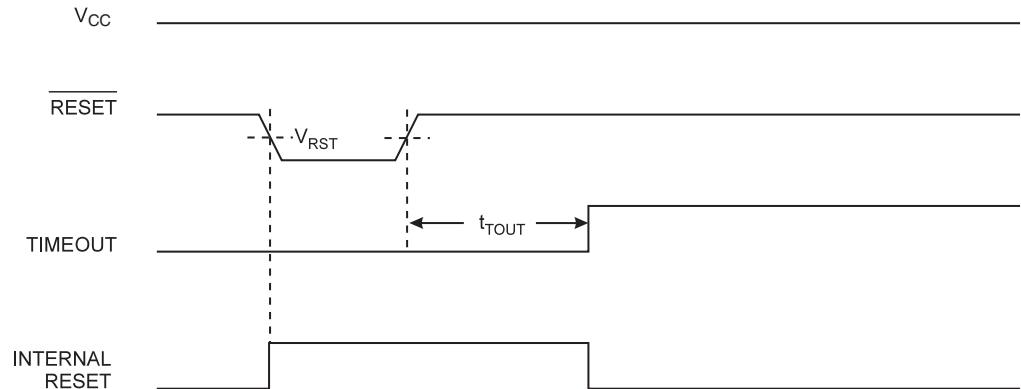 VCC
RESET
VRST
tTOUT
TIMEOUT
INTERNAL
RESET